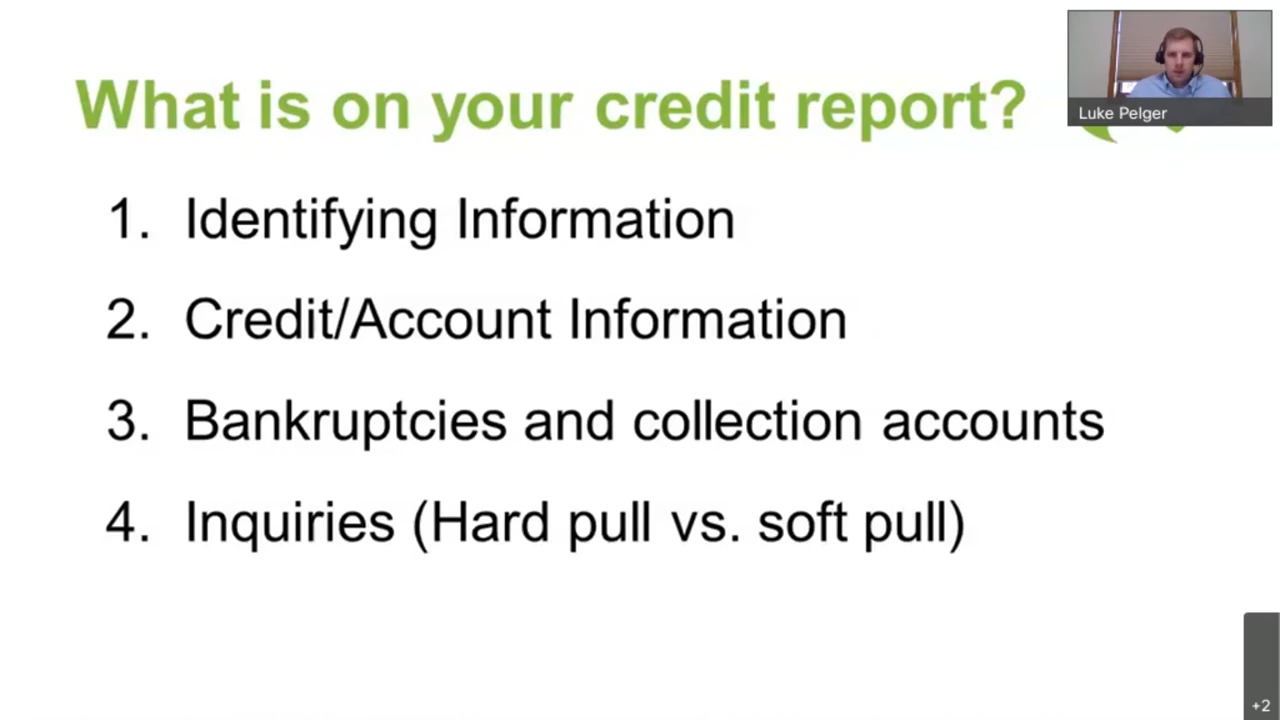 What is on your credit report?
Luke Pelger
1. Identifying Information
2. Credit/Account Information
3. Bankruptcies and collection accounts
4. Inquiries (Hard pull vs. soft pull)
+2